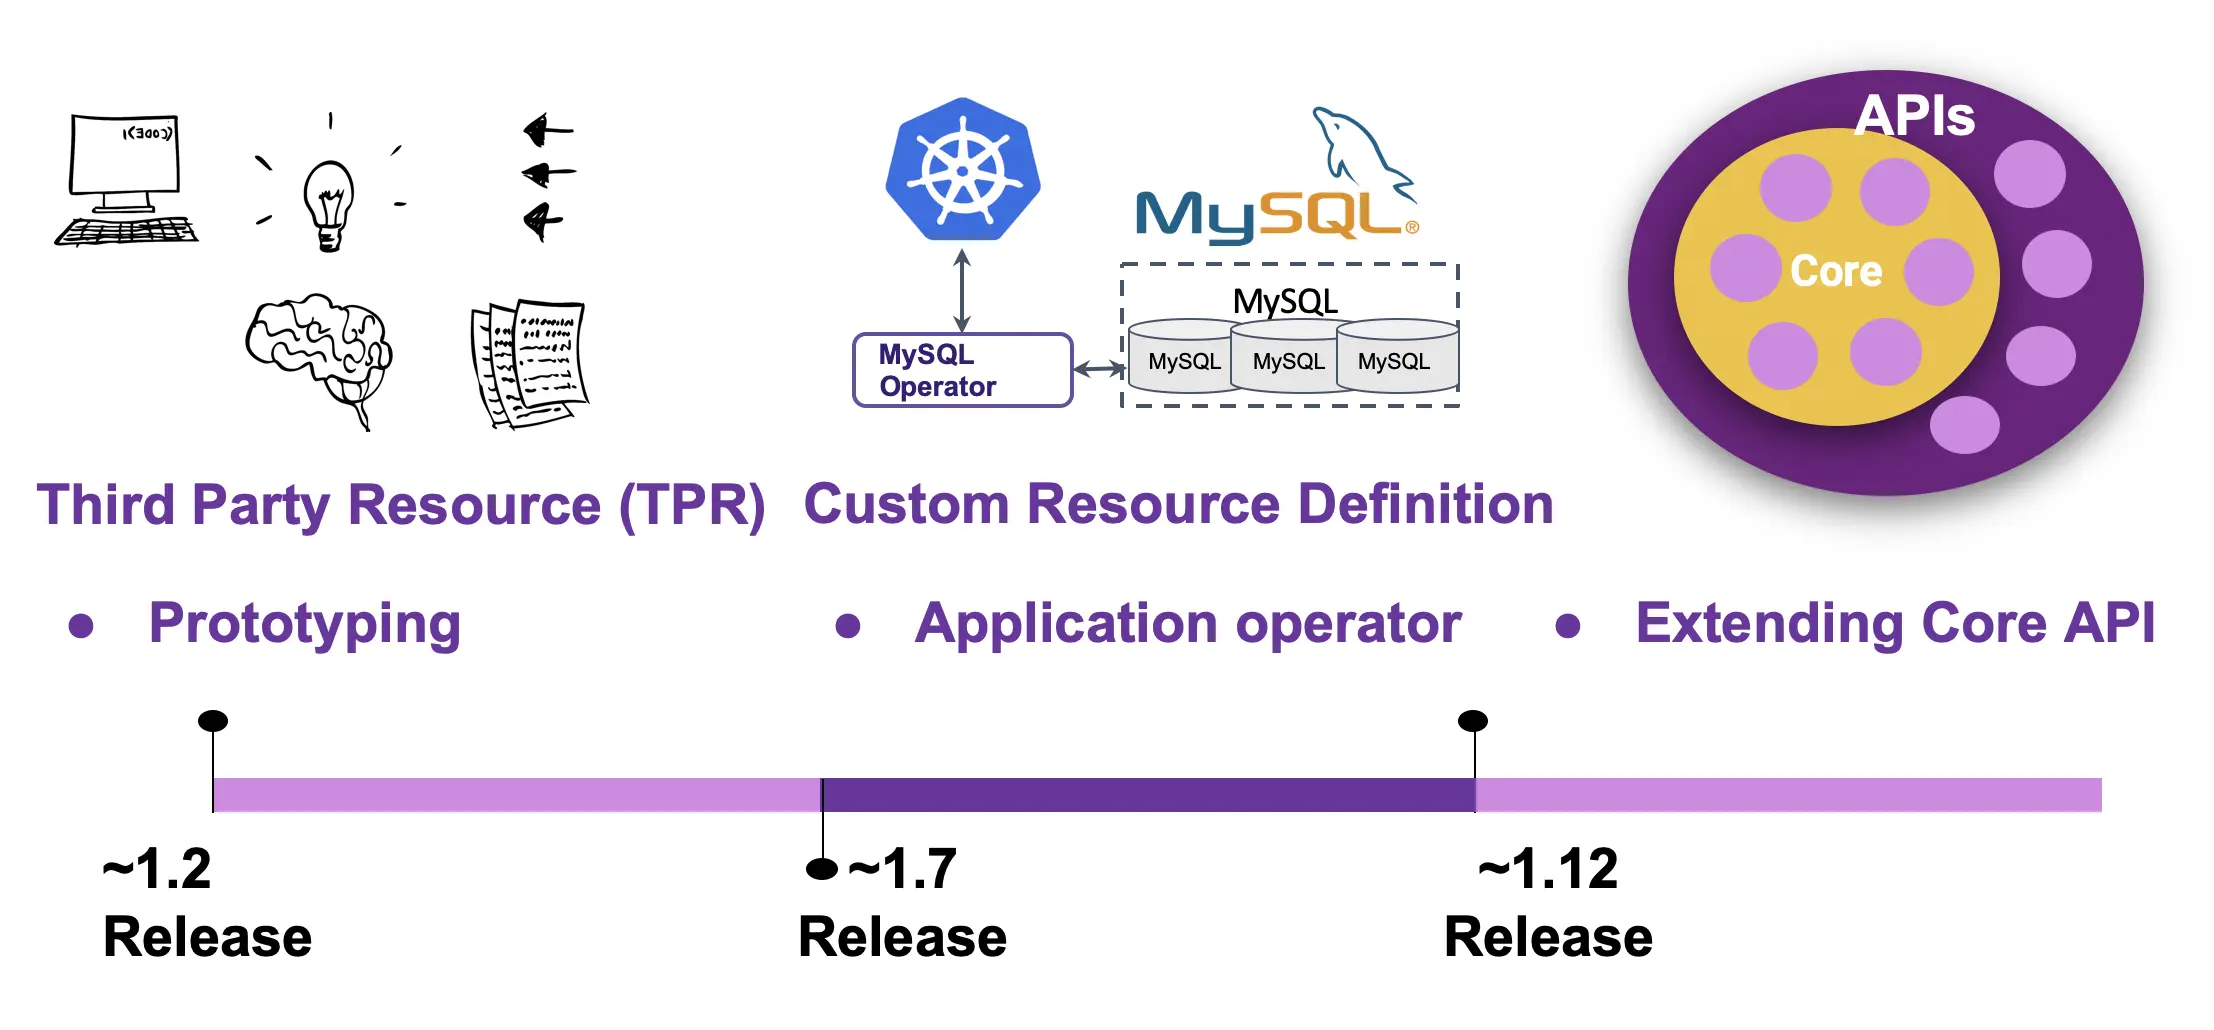 (CODE)
APIs
MySQL®
Core
MySQL
MySQL
Operator
MySQL
MySQL
MySQL
Third Party Resource (TPR)
Custom Resource Definition
● Prototyping
● Application operator
● Extending Core API
~1.2
Release
~1.7
Release
~1.12
Release